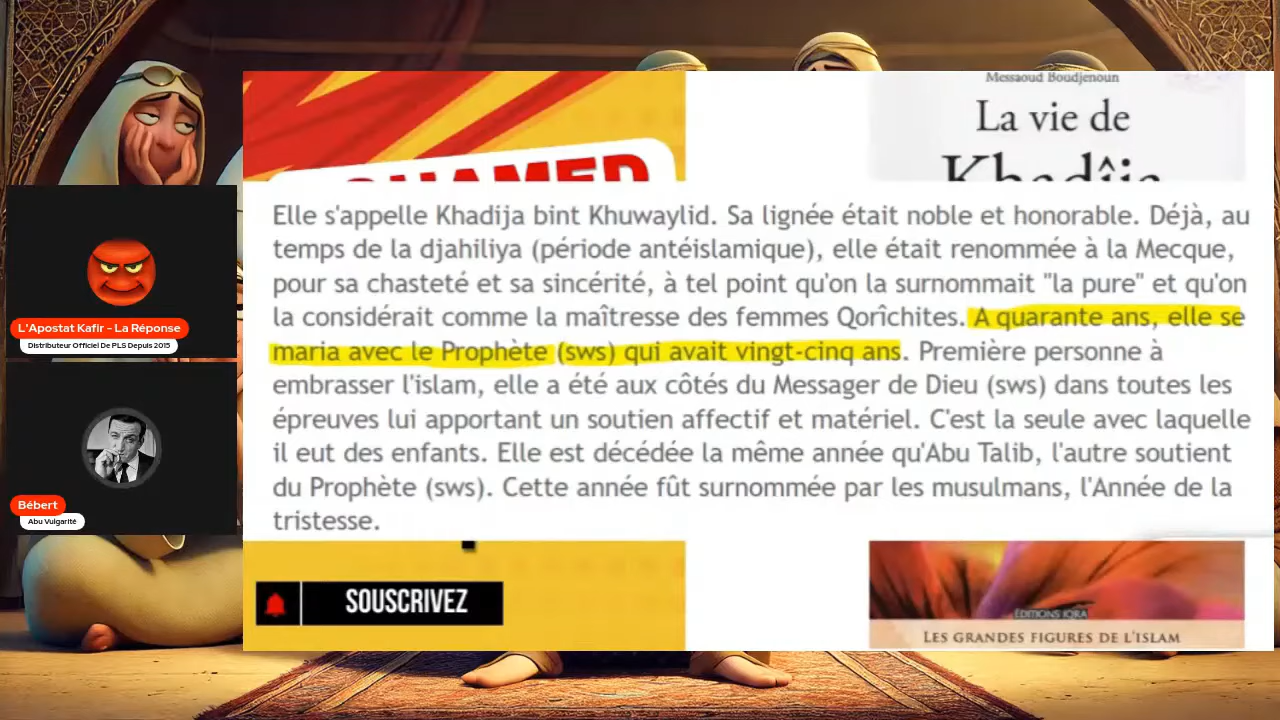 Messaoud Boudjenoun
La vie de
Khadîja
MOHAMED
Elle s'appelle Khadija bint Khuwaylid. Sa lignée était noble et honorable. Déjà, au
temps de la djahiliya (période antéislamique), elle était renommée à la Mecque,
pour sa chasteté et sa sincérité, à tel point qu'on la surnommait "la pure" et qu'on
la considérait comme la maîtresse des femmes Qorîchites. A quarante ans, elle se
maria avec le Prophète (sws) qui avait vingt-cinq ans. Première personne à
embrasser l'islam, elle a été aux côtés du Messager de Dieu (sws) dans toutes les
épreuves lui apportant un soutien affectif et matériel. C'est la seule avec laquelle
il eut des enfants. Elle est décédée la même année qu'Abu Talib, l'autre soutient
du Prophète (sws). Cette année fût surnommée par les musulmans, l'Année de la
tristesse.
L'Apostat Kafir - La Réponse
Distributeur Officiel De PLS Depuis 2015
Bébert
Abu Vulgarité
SOUSCRIVEZ
ÉDITIONS IQRA
LES GRANDES FIGURES DE L'ISLAM